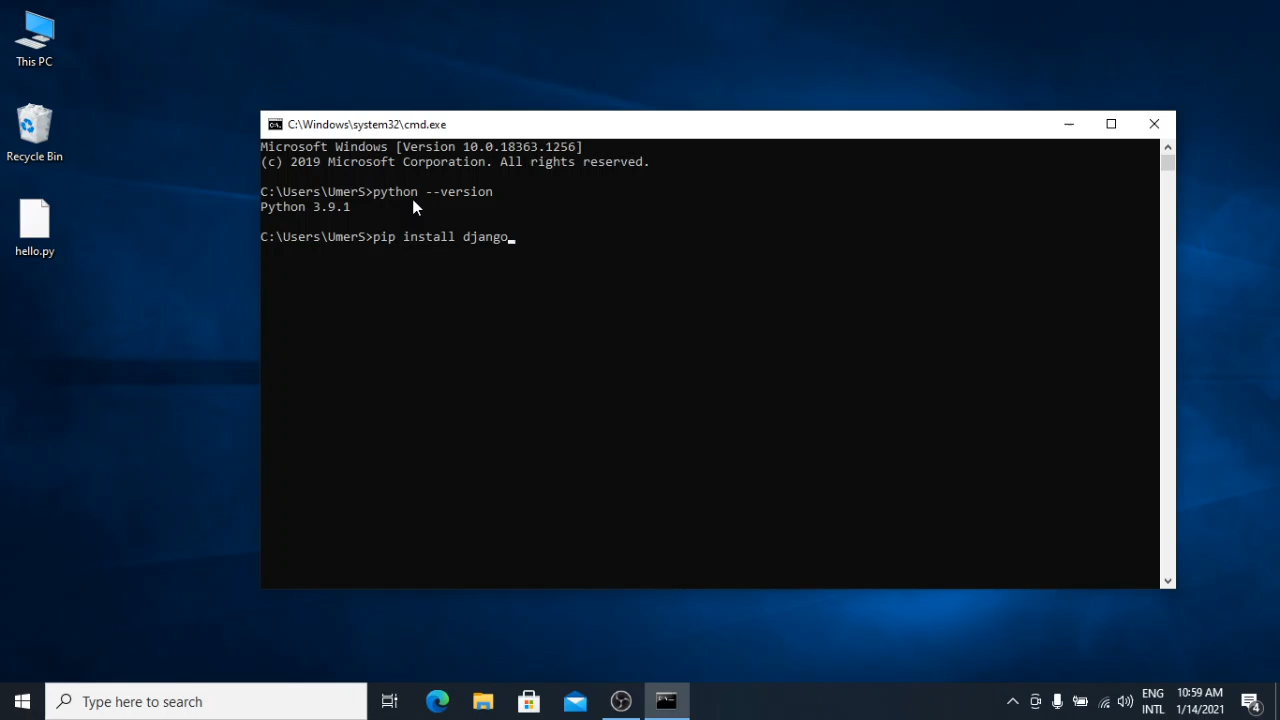 This PC
Recycle Bin
hello.py
C:\Windows\system32\cmd.exe
Microsoft Windows [Version 10.0.18363.1256]
(c) 2019 Microsoft Corporation. All rights reserved.
C:\Users\UmerS>python --version
Python 3.9.1
C:\Users\UmerS>pip install django
Type here to search
ENG
INTL
10:59 AM
1/14/2021
4